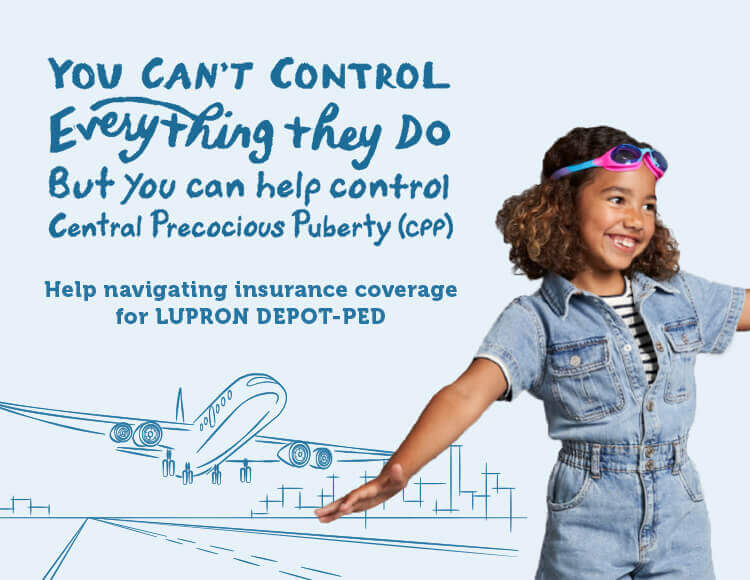 YOU CAN'T CONTROL
Everything they DO
But you can help control
Central Precocious Puberty (CPP)
Help navigating insurance coverage
for LUPRON DEPOT-PED